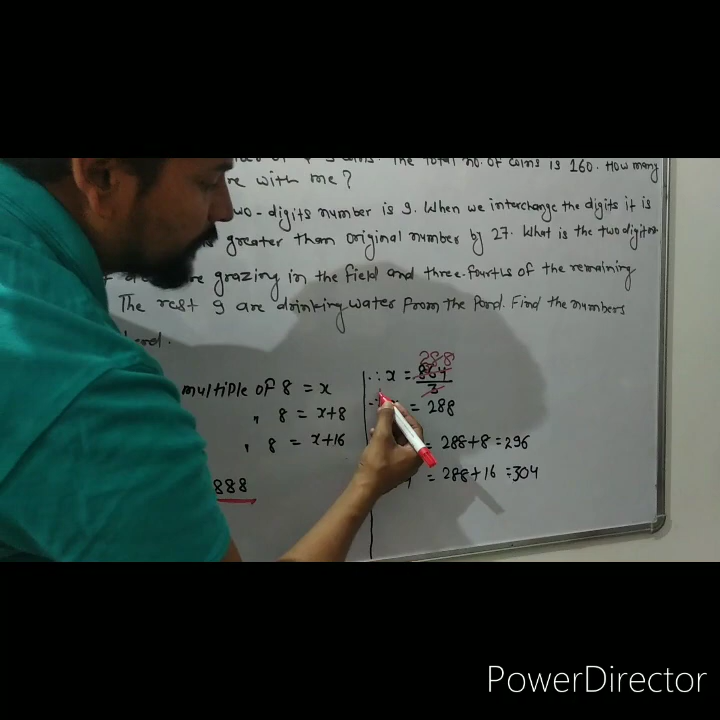 The total no. of coins is 160. How many
re with me?
wo-digits number is 9. When we interchange the digits it is
greater than original number by 27. What is the two digits
are grazing in the field and three-fourths of the remaining
The rest 9 are drinking water from the pond. Find the numbers
multiple of 8 = x
" 8 = x+8
" 8 = x+16
888
288
∴ x = 864
3
= 288
= 288+8 = 296
= 288+16 = 304
PowerDirector